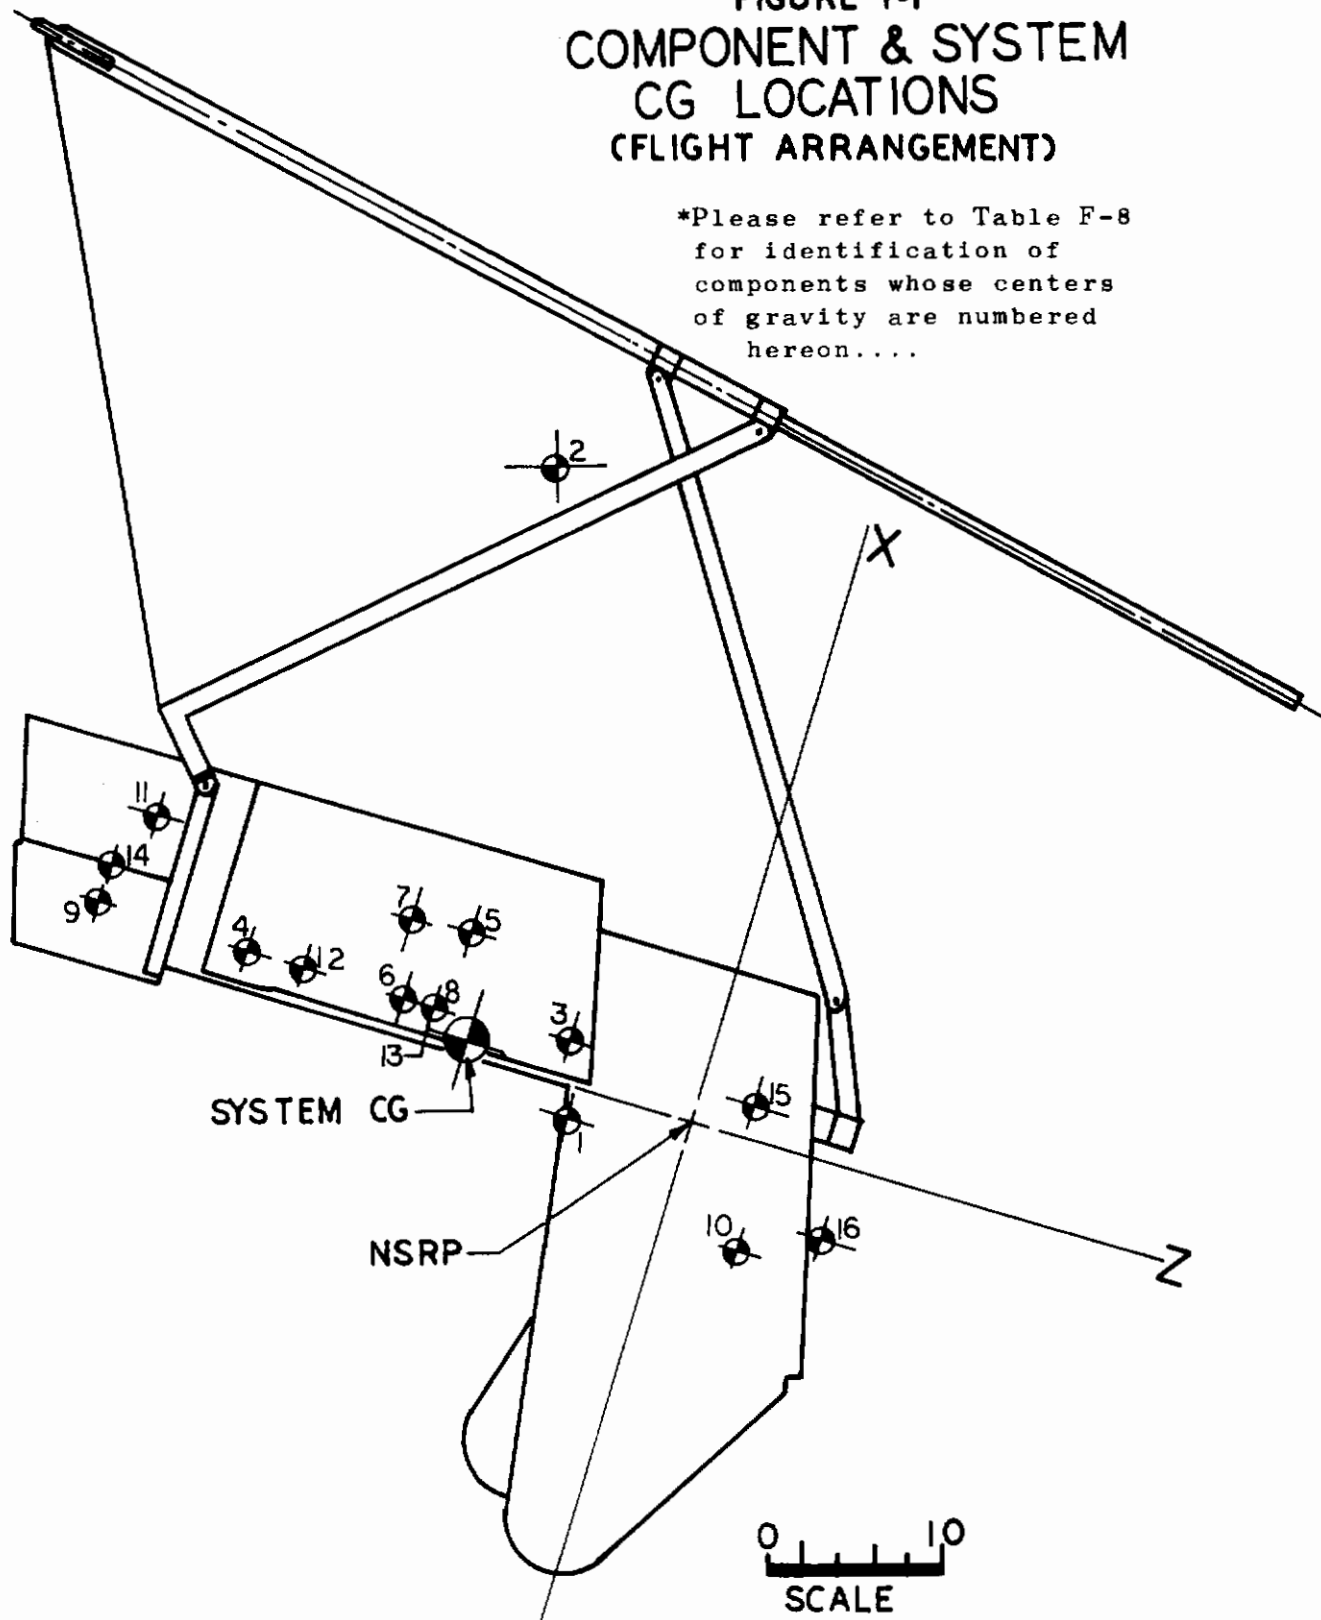 COMPONENT & SYSTEM
CG LOCATIONS
(FLIGHT ARRANGEMENT)
*Please refer to Table F-8
for identification of
components whose centers
of gravity are numbered
hereon....
2
X
11
14
9
7
5
4
12
6
8
3
13
SYSTEM CG
15
1
NSRP
10
16
Z
0 10
SCALE